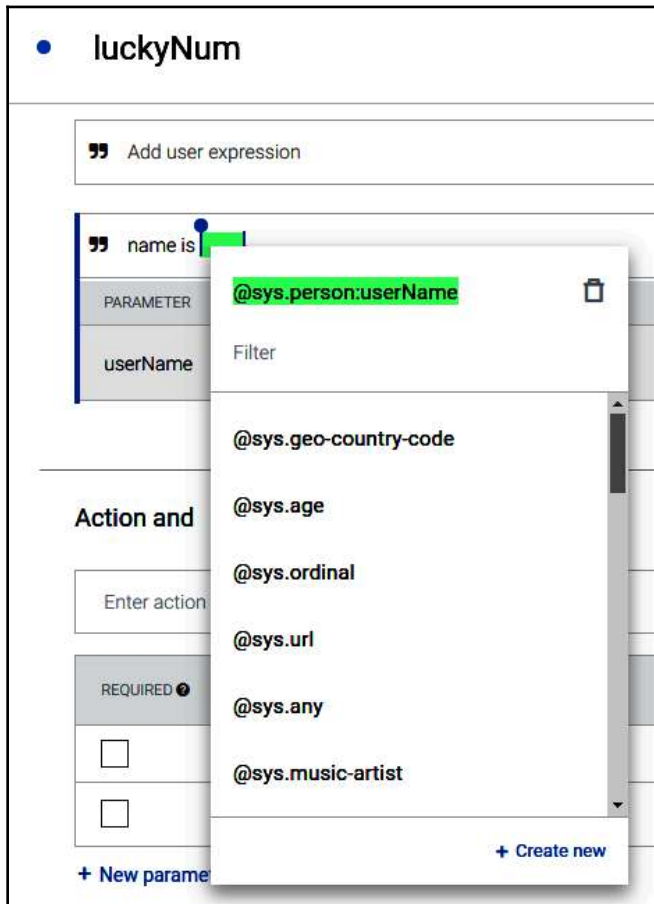 luckyNum
Add user expression
name is
@sys.person:userName
PARAMETER
userName
Filter
@sys.geo-country-code
@sys.age
@sys.ordinal
@sys.url
@sys.any
@sys.music-artist
+ Create new
Action and
Enter action
REQUIRED
+ New parame